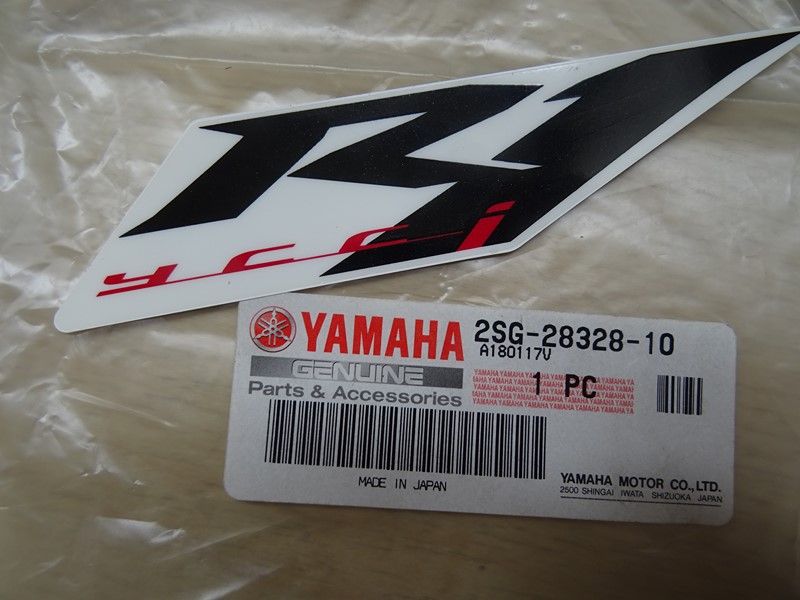 R1
ycci
YAMAHA
GENUINE
Parts & Accessories
2SG-28328-10
A180117V
1 PC
MADE IN JAPAN
YAMAHA MOTOR CO., LTD.
2500 SHINGAI IWATA SHIZUOKA JAPAN